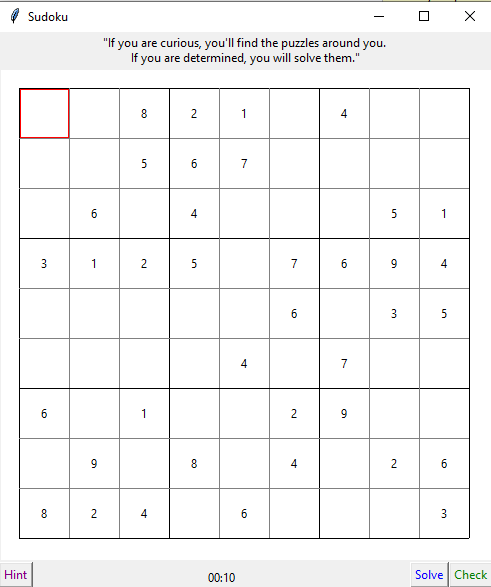 Sudoku
"If you are curious, you'll find the puzzles around you.
If you are determined, you will solve them."
8 2 1 4
5 6 7
6 4 5 1
3 1 2 5 7 6 9 4
6 3 5
4 7
6 1 2 9
9 8 4 2 6
8 2 4 6 3
Hint 00:10 Solve Check